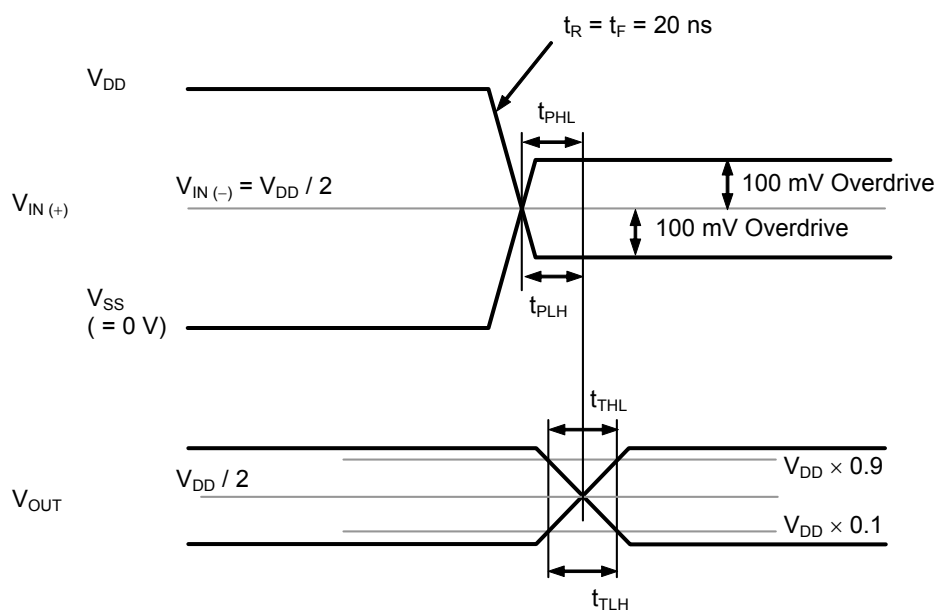 t_R = t_F = 20 ns
V_DD
t_PHL
V_IN (–) = V_DD / 2
100 mV Overdrive
V_IN (+)
100 mV Overdrive
V_SS
( = 0 V)
t_PLH
t_THL
V_DD × 0.9
V_DD / 2
V_OUT
V_DD × 0.1
t_TLH